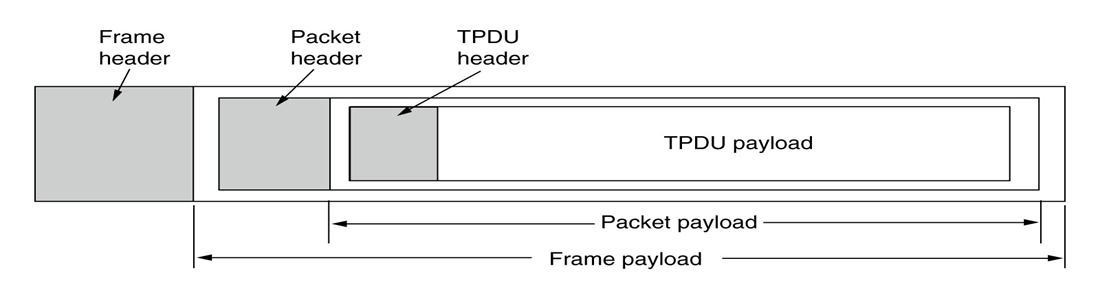 Frame
header
Packet
header
TPDU
header
TPDU payload
Packet payload
Frame payload